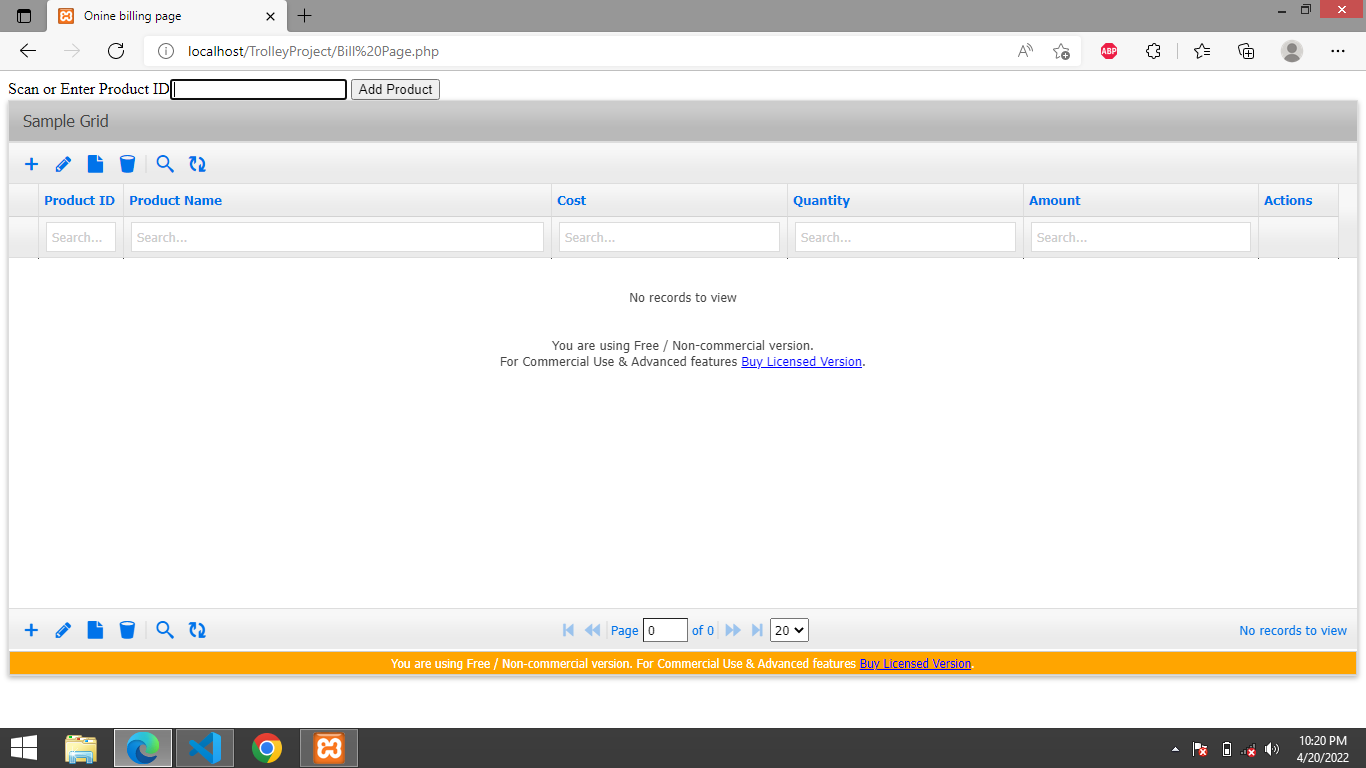 Onine billing page
localhost/TrolleyProject/Bill%20Page.php
ABP
Scan or Enter Product ID Add Product
Sample Grid
Product ID Product Name Cost Quantity Amount Actions
Search... Search... Search... Search... Search...
No records to view
You are using Free / Non-commercial version.
For Commercial Use & Advanced features Buy Licensed Version.
Page 0 of 0 20 No records to view
You are using Free / Non-commercial version. For Commercial Use & Advanced features Buy Licensed Version.
10:20 PM
4/20/2022